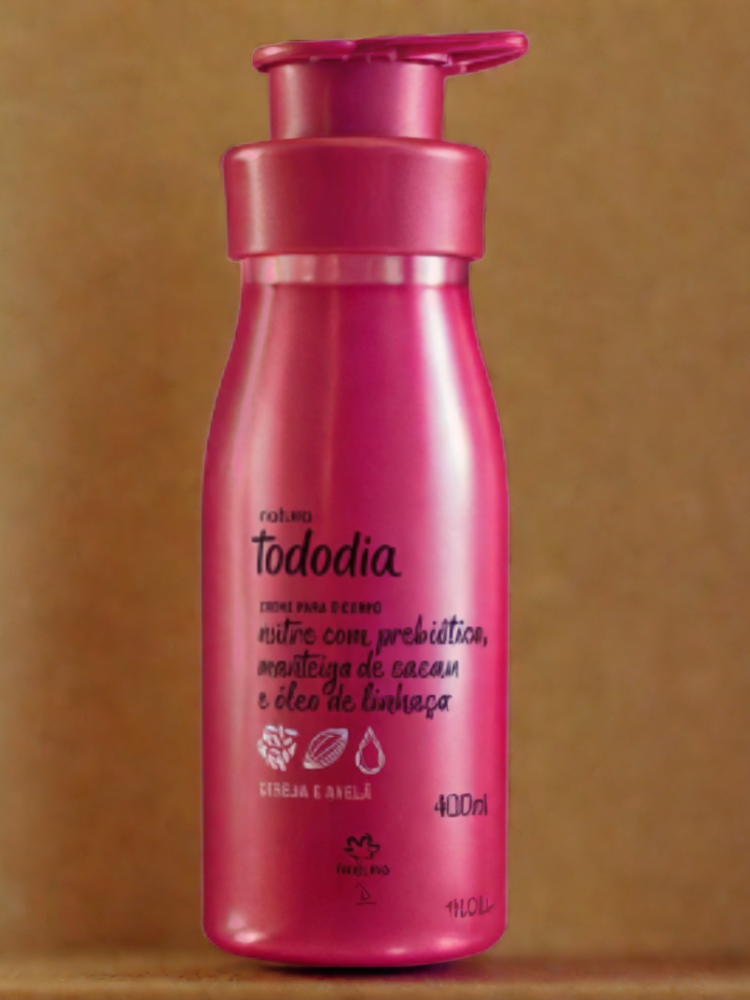 natura
tododia
CREME PARA O CORPO
nutre com prebiótico,
manteiga de cacau
e óleo de linhaça
CEREJA E AVELÃ
400ml